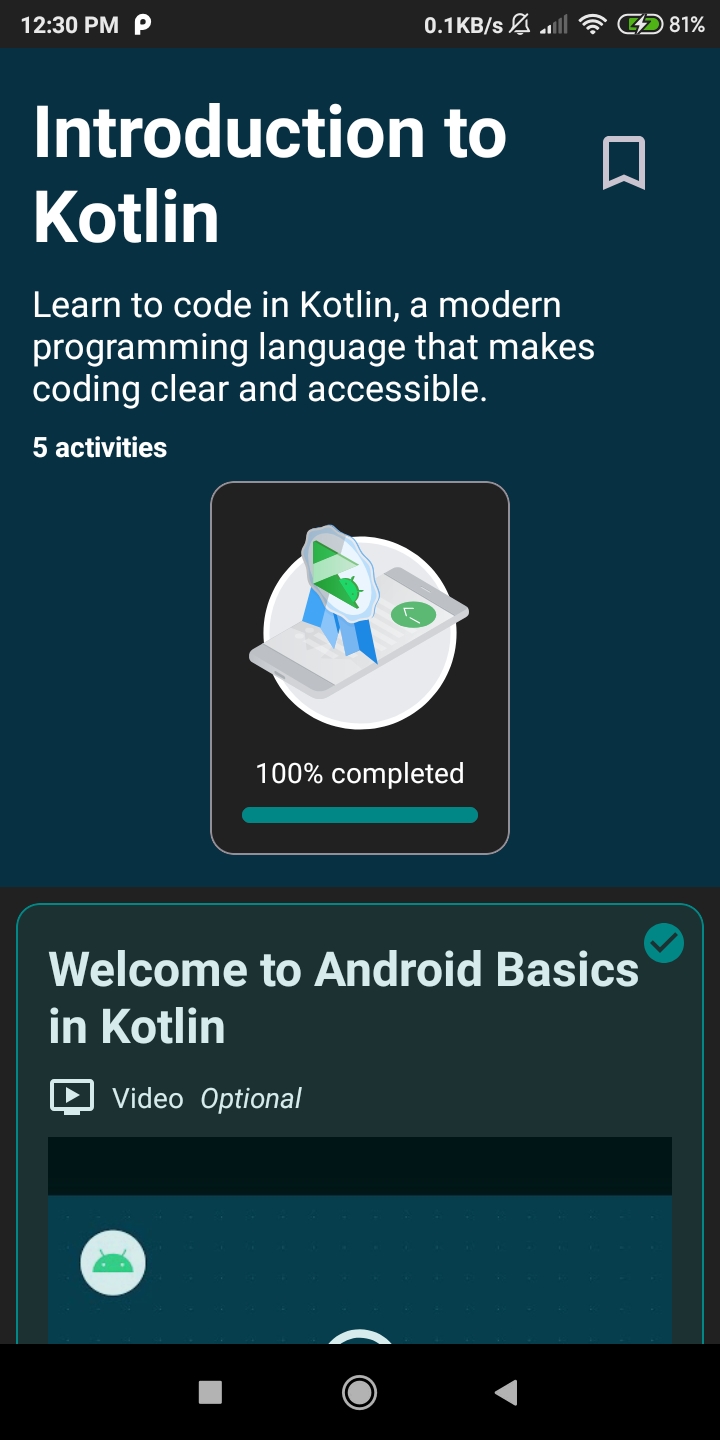 12:30 PM 0.1KB/s 81%
Introduction to
Kotlin
Learn to code in Kotlin, a modern
programming language that makes
coding clear and accessible.
5 activities
100% completed
Welcome to Android Basics
in Kotlin
Video Optional